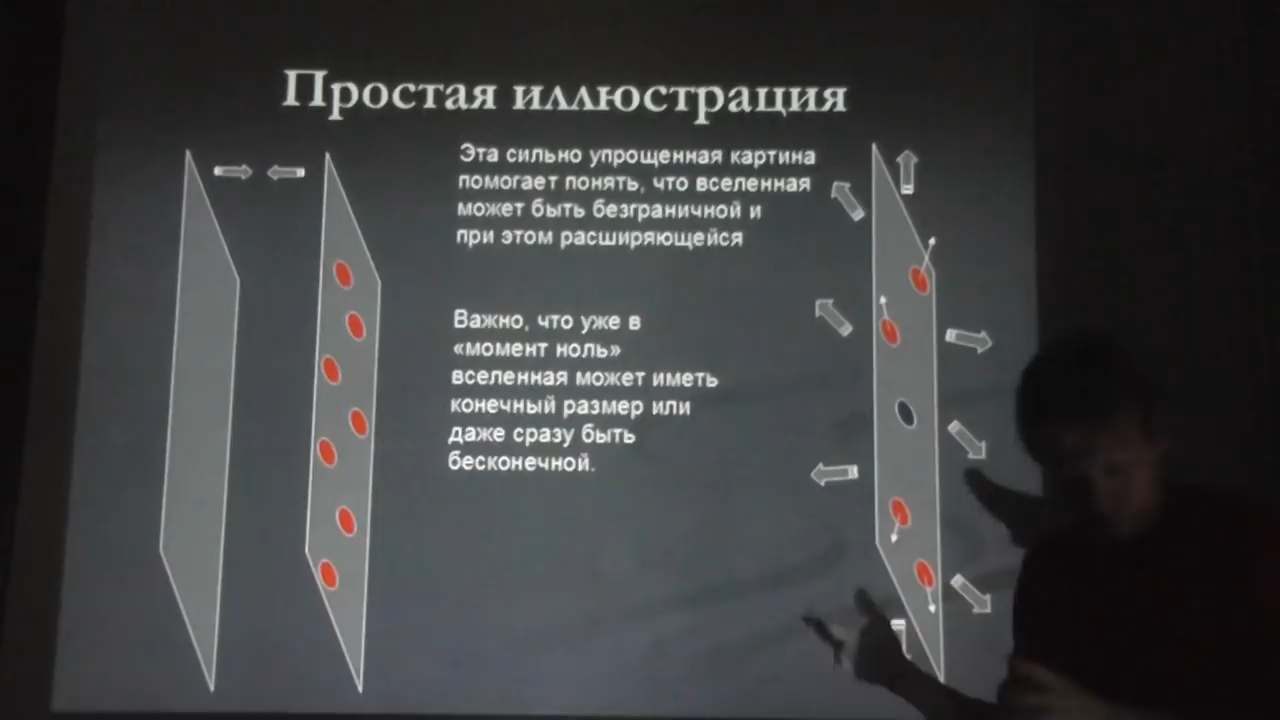 Простая иллюстрация
Эта сильно упрощенная картина
помогает понять, что вселенная
может быть безграничной и
при этом расширяющейся
Важно, что уже в
«момент ноль»
вселенная может иметь
конечный размер или
даже сразу быть
бесконечной.